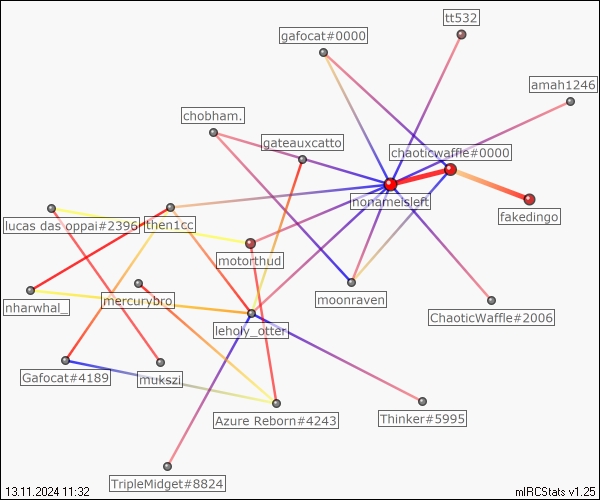 tt532
gafocat#0000
amah1246
chobham.
gateauxcatto
chaoticwaffle#0000
nonameisleft
fakedingo
lucas das oppai#2396
then1cc
motorthud
nharwhal_
mercurybro
moonraven
ChaoticWaffle#2006
leholy_otter
Gafocat#4189
mukszi
Azure Reborn#4243
Thinker#5995
TripleMidget#8824
13.11.2024 11:32
mIRCStats v1.25